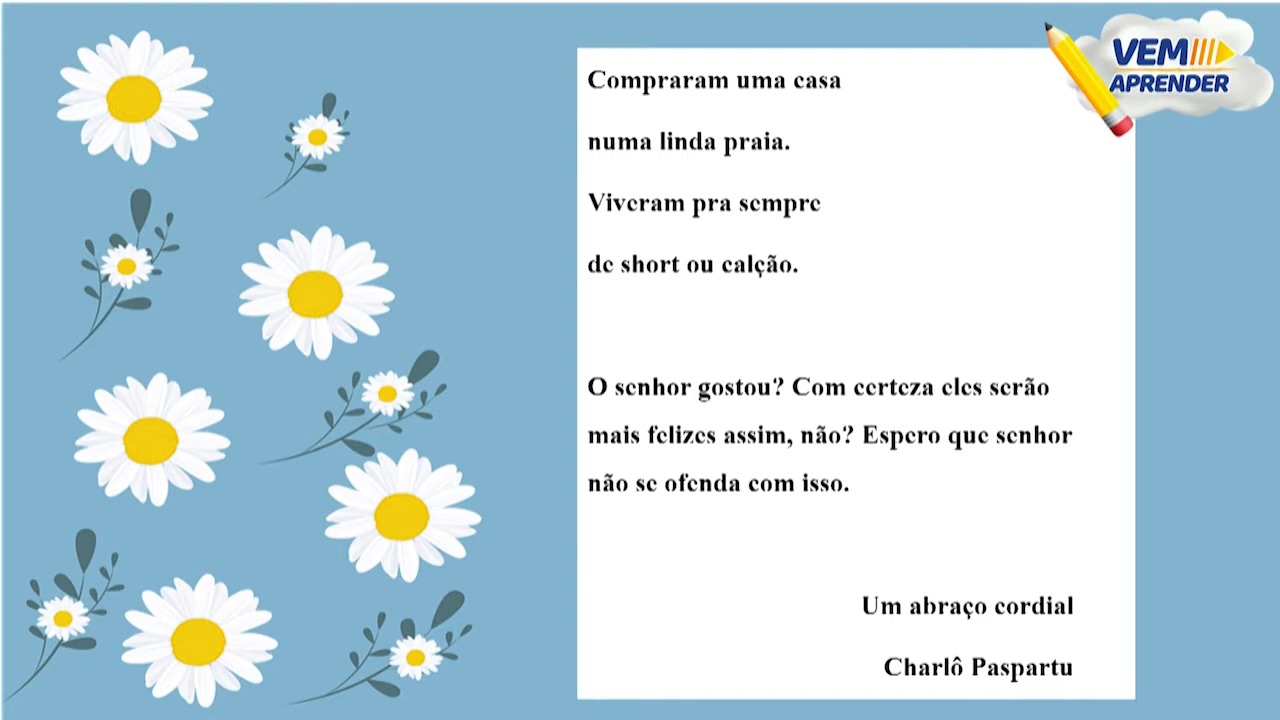 VEM
APRENDER
Compraram uma casa
numa linda praia.
Viveram pra sempre
de short ou calção.
O senhor gostou? Com certeza eles serão
mais felizes assim, não? Espero que senhor
não se ofenda com isso.
Um abraço cordial
Charlô Paspartu